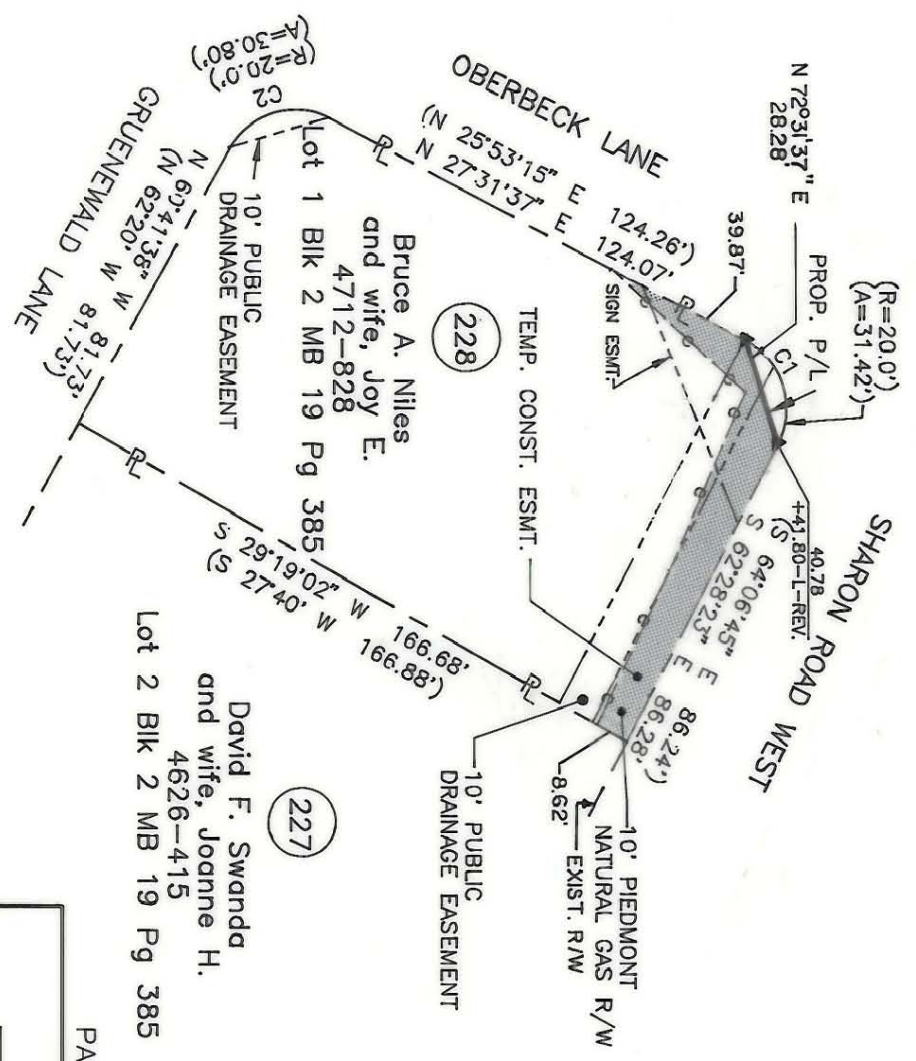 (R=20.0')
(A=31.42')
N 72°31'37" E
28.28'
PROP. P/L
C1
39.87'
40.78
+41.80-L-REV.
SHARON ROAD WEST
OBERBECK LANE
(N 25°53'15" E 124.26')
N 27°31'37" E 124.07'
SIGN ESMT.
(S 64°06'45" E 86.24')
S 62°28'23" E 86.28'
TEMP. CONST. ESMT.
PL
PL
PL
PL
(R=20.0')
(A=30.80')
C2
10' PUBLIC
DRAINAGE EASEMENT
GRUENEWALD LANE
N 60°41'38" W 81.73'
(N 62°20' W 81.73')
228
Bruce A. Niles
and wife, Joy E.
4712-828
Lot 1 Blk 2 MB 19 Pg 385
S 29°19'02" W 166.68'
(S 27°40' W 166.88')
8.62'
10' PIEDMONT
NATURAL GAS R/W
EXIST. R/W
10' PUBLIC
DRAINAGE EASEMENT
227
David F. Swanda
and wife, Joanne H.
4626-415
Lot 2 Blk 2 MB 19 Pg 385
PA